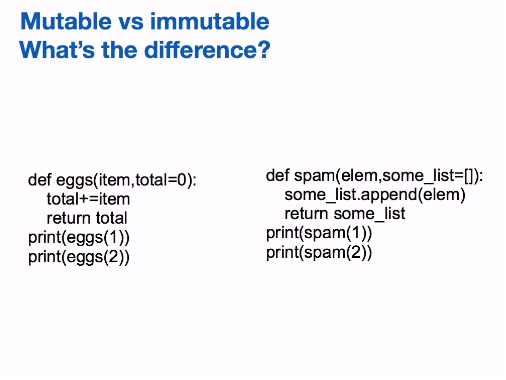 Mutable vs immutable
What's the difference?
def eggs(item,total=0):
    total+=item
    return total
print(eggs(1))
print(eggs(2))
def spam(elem,some_list=[]):
    some_list.append(elem)
    return some_list
print(spam(1))
print(spam(2))